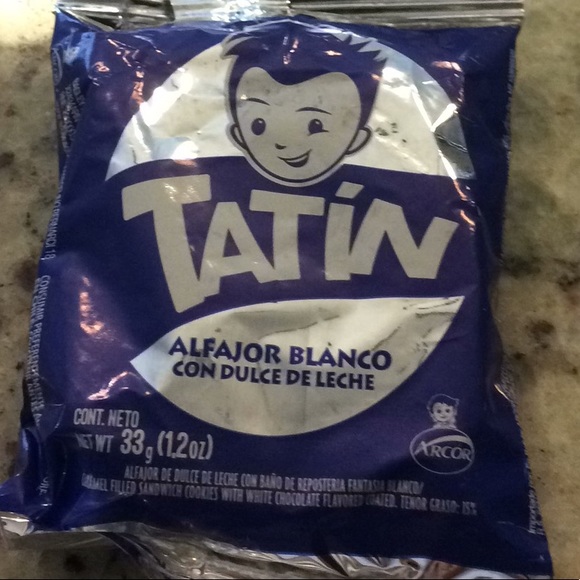 TATÍN
ALFAJOR BLANCO
CON DULCE DE LECHE
CONT. NETO
NET WT 33g (1,2oz)
ARCOR
ALFAJOR DE DULCE DE LECHE CON BAÑO DE REPOSTERIA FANTASIA BLANCO/
CARAMEL FILLED SANDWICH COOKIES WITH WHITE CHOCOLATE FLAVORED COATED. TENOR GRASO: 15%
CONSUMIR